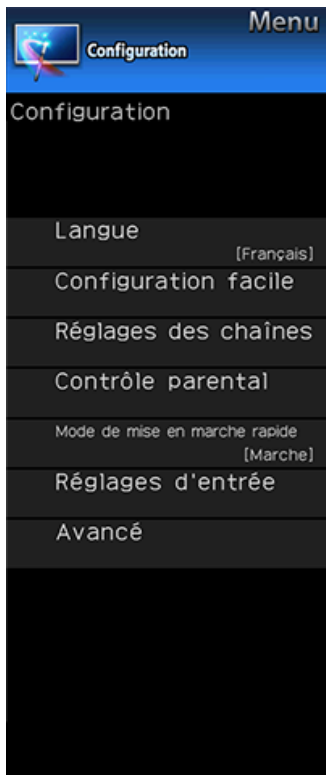 Menu
Configuration
Configuration
Langue
[Français]
Configuration facile
Réglages des chaînes
Contrôle parental
Mode de mise en marche rapide
[Marche]
Réglages d'entrée
Avancé